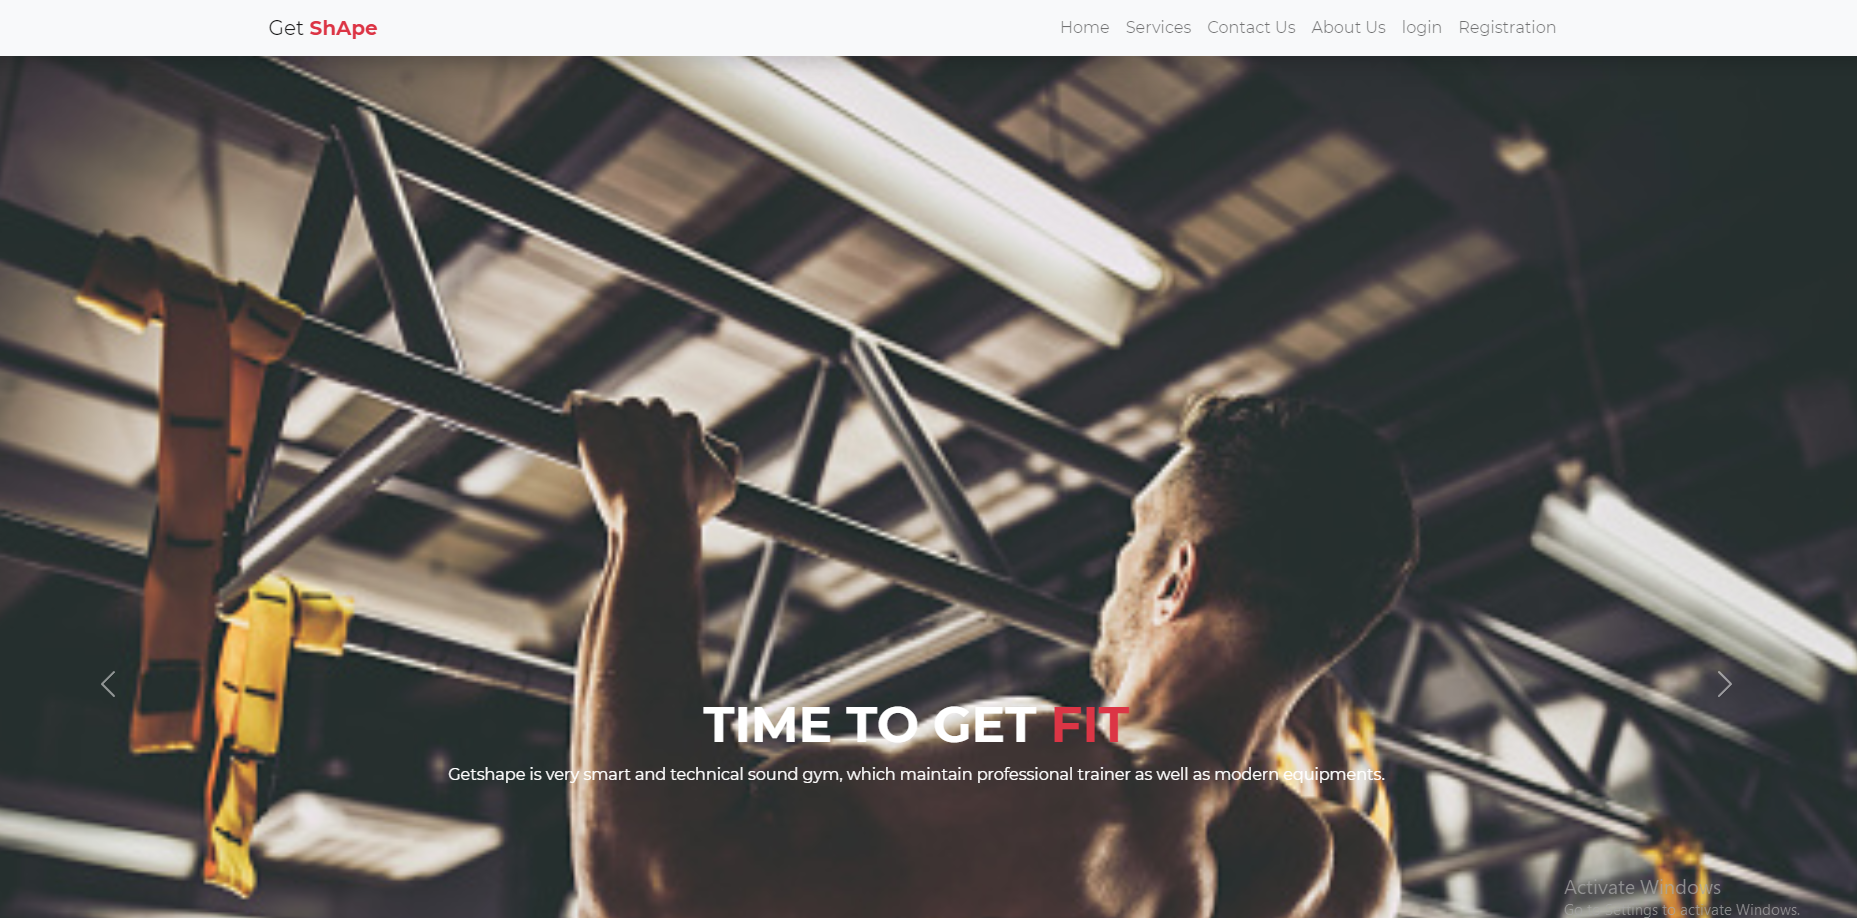 Get ShApe
Home Services Contact Us About Us login Registration
TIME TO GET FIT
Getshape is very smart and technical sound gym, which maintain professional trainer as well as modern equipments.
Activate Windows
Go to Settings to activate Windows.